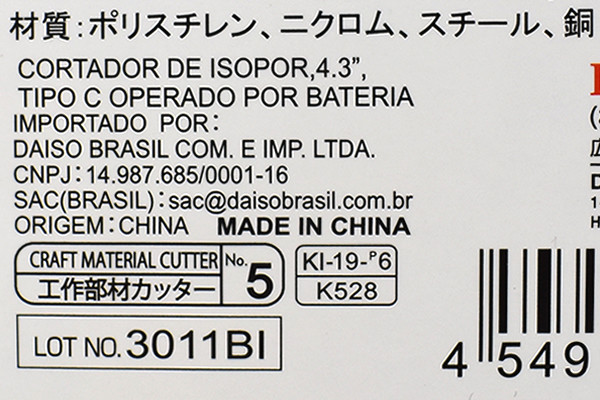 材質:ポリスチレン、ニクロム、スチール、銅
CORTADOR DE ISOPOR,4.3”,
TIPO C OPERADO POR BATERIA
IMPORTADO POR:
DAISO BRASIL COM. E IMP. LTDA.
CNPJ:14.987.685/0001-16
SAC(BRASIL):sac@daisobrasil.com.br
ORIGEM:CHINA MADE IN CHINA
CRAFT MATERIAL CUTTER No. 5
工作部材カッター
KI-19-P6
K528
LOT NO.3011BI
4 549